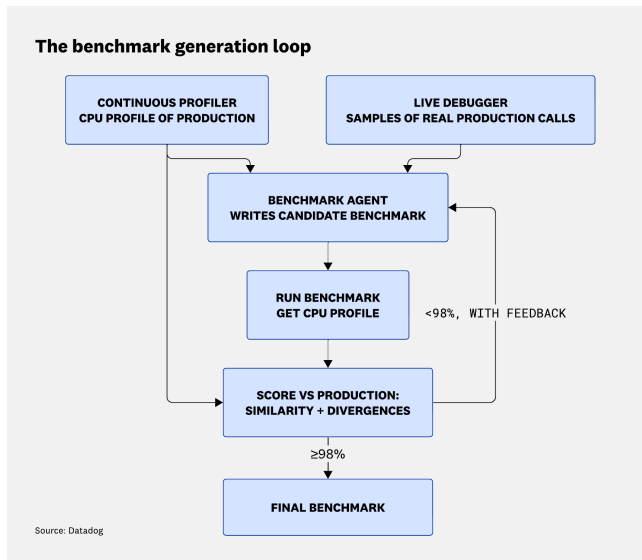 The benchmark generation loop
CONTINUOUS PROFILER
CPU PROFILE OF PRODUCTION
LIVE DEBUGGER
SAMPLES OF REAL PRODUCTION CALLS
BENCHMARK AGENT
WRITES CANDIDATE BENCHMARK
RUN BENCHMARK
GET CPU PROFILE
<98%, WITH FEEDBACK
SCORE VS PRODUCTION:
SIMILARITY + DIVERGENCES
≥98%
FINAL BENCHMARK
Source: Datadog